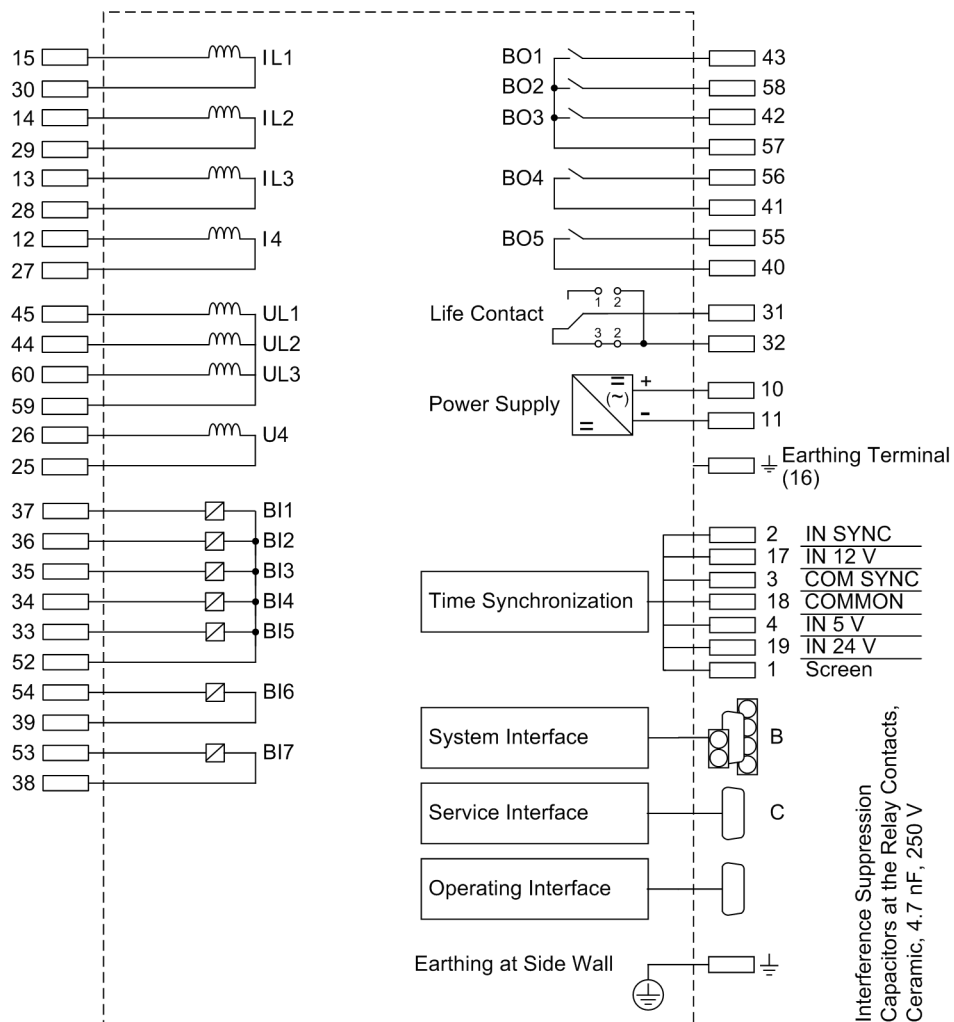 15 IL1
30
14 IL2
29
13 IL3
28
12 I4
27
45 UL1
44 UL2
60 UL3
59
26 U4
25
37 BI1
36 BI2
35 BI3
34 BI4
33 BI5
52
54 BI6
39
53 BI7
38
BO1 43
BO2 58
BO3 42
57
BO4 56
41
BO5 55
40
1 2
Life Contact 31
3 2
32
= + 10
Power Supply (~)
= - 11
Earthing Terminal
(16)
2 IN SYNC
17 IN 12 V
3 COM SYNC
Time Synchronization 18 COMMON
4 IN 5 V
19 IN 24 V
1 Screen
System Interface B
Service Interface C
Operating Interface
Earthing at Side Wall
Interference Suppression
Capacitors at the Relay Contacts,
Ceramic, 4.7 nF, 250 V